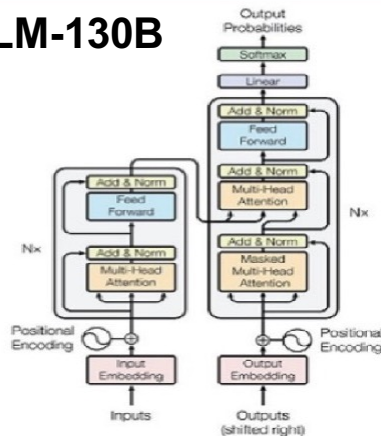 LM-130B
Output
Probabilities
Softmax
Linear
Add & Norm
Feed
Forward
Add & Norm
Multi-Head
Attention
Add & Norm
Masked
Multi-Head
Attention
Nx
Positional
Encoding
Output
Embedding
Outputs
(shifted right)
Add & Norm
Feed
Forward
Add & Norm
Multi-Head
Attention
Nx
Positional
Encoding
Input
Embedding
Inputs